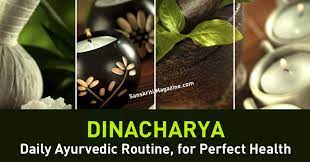 SanskritiMagazine.com
DINACHARYA
Daily Ayurvedic Routine, for Perfect Health